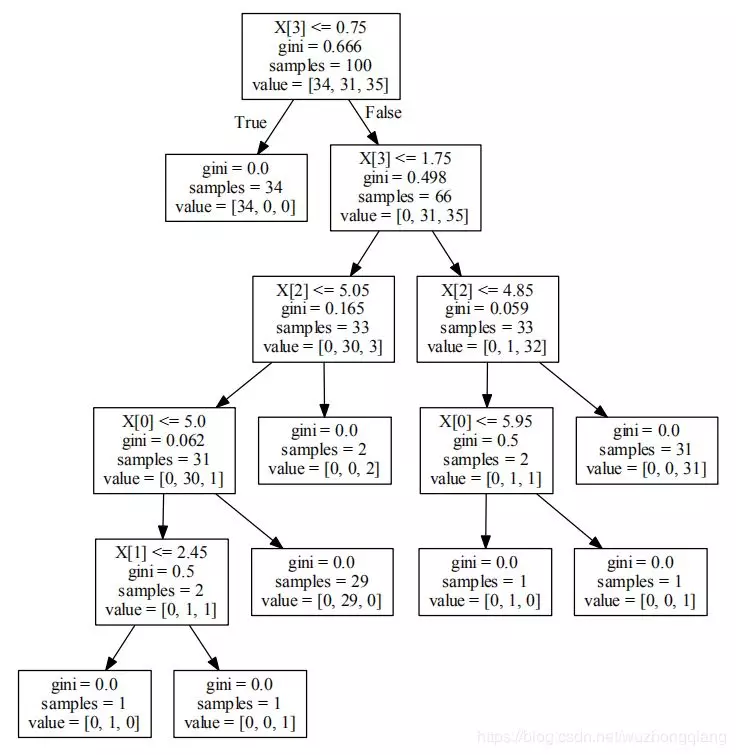 X[3] <= 0.75
gini = 0.666
samples = 100
value = [34, 31, 35]
True
False
gini = 0.0
samples = 34
value = [34, 0, 0]
X[3] <= 1.75
gini = 0.498
samples = 66
value = [0, 31, 35]
X[2] <= 5.05
gini = 0.165
samples = 33
value = [0, 30, 3]
X[2] <= 4.85
gini = 0.059
samples = 33
value = [0, 1, 32]
X[0] <= 5.0
gini = 0.062
samples = 31
value = [0, 30, 1]
gini = 0.0
samples = 2
value = [0, 0, 2]
X[0] <= 5.95
gini = 0.5
samples = 2
value = [0, 1, 1]
gini = 0.0
samples = 31
value = [0, 0, 31]
X[1] <= 2.45
gini = 0.5
samples = 2
value = [0, 1, 1]
gini = 0.0
samples = 29
value = [0, 29, 0]
gini = 0.0
samples = 1
value = [0, 1, 0]
gini = 0.0
samples = 1
value = [0, 0, 1]
gini = 0.0
samples = 1
value = [0, 1, 0]
gini = 0.0
samples = 1
value = [0, 0, 1]
https://blog.csdn.net/wuzhongqiang